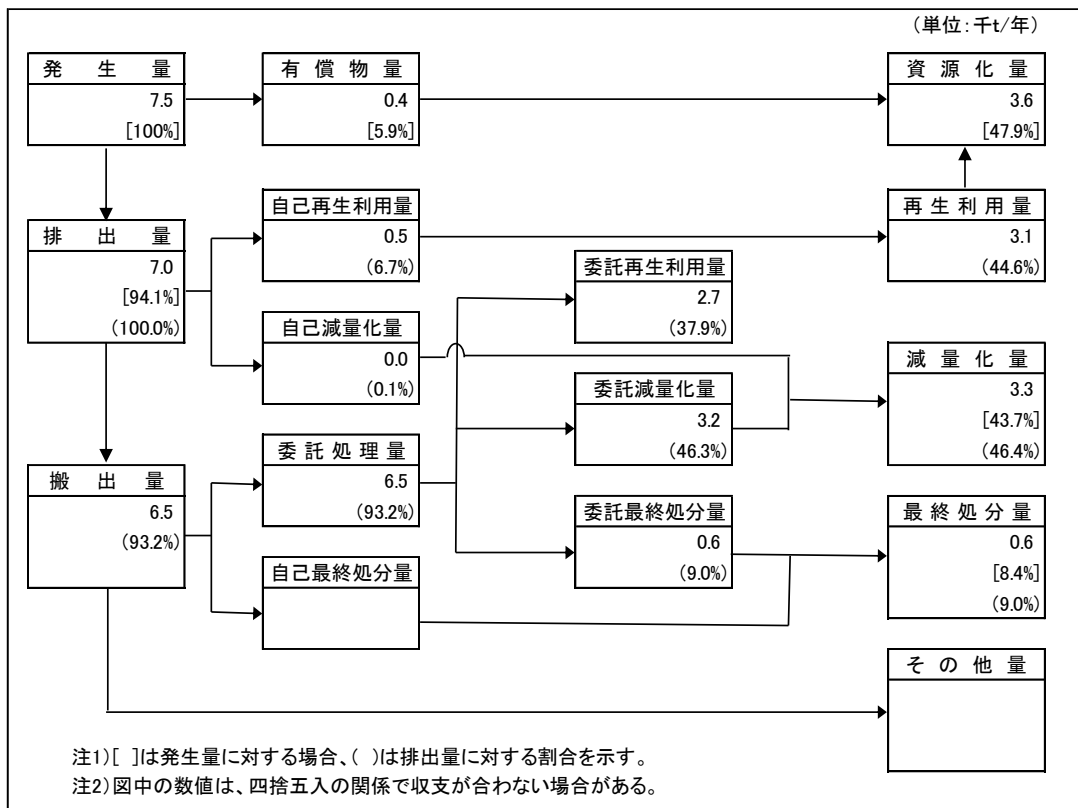 （単位：千t/年）
発生量
7.5
[100%]
有償物量
0.4
[5.9%]
資源化量
3.6
[47.9%]
自己再生利用量
0.5
(6.7%)
再生利用量
3.1
(44.6%)
排出量
7.0
[94.1%]
(100.0%)
委託再生利用量
2.7
(37.9%)
自己減量化量
0.0
(0.1%)
減量化量
3.3
[43.7%]
(46.4%)
委託減量化量
3.2
(46.3%)
委託処理量
6.5
(93.2%)
搬出量
6.5
(93.2%)
委託最終処分量
0.6
(9.0%)
最終処分量
0.6
[8.4%]
(9.0%)
自己最終処分量
その他量
注1）[ ]は発生量に対する場合、( )は排出量に対する割合を示す。
注2）図中の数値は、四捨五入の関係で収支が合わない場合がある。